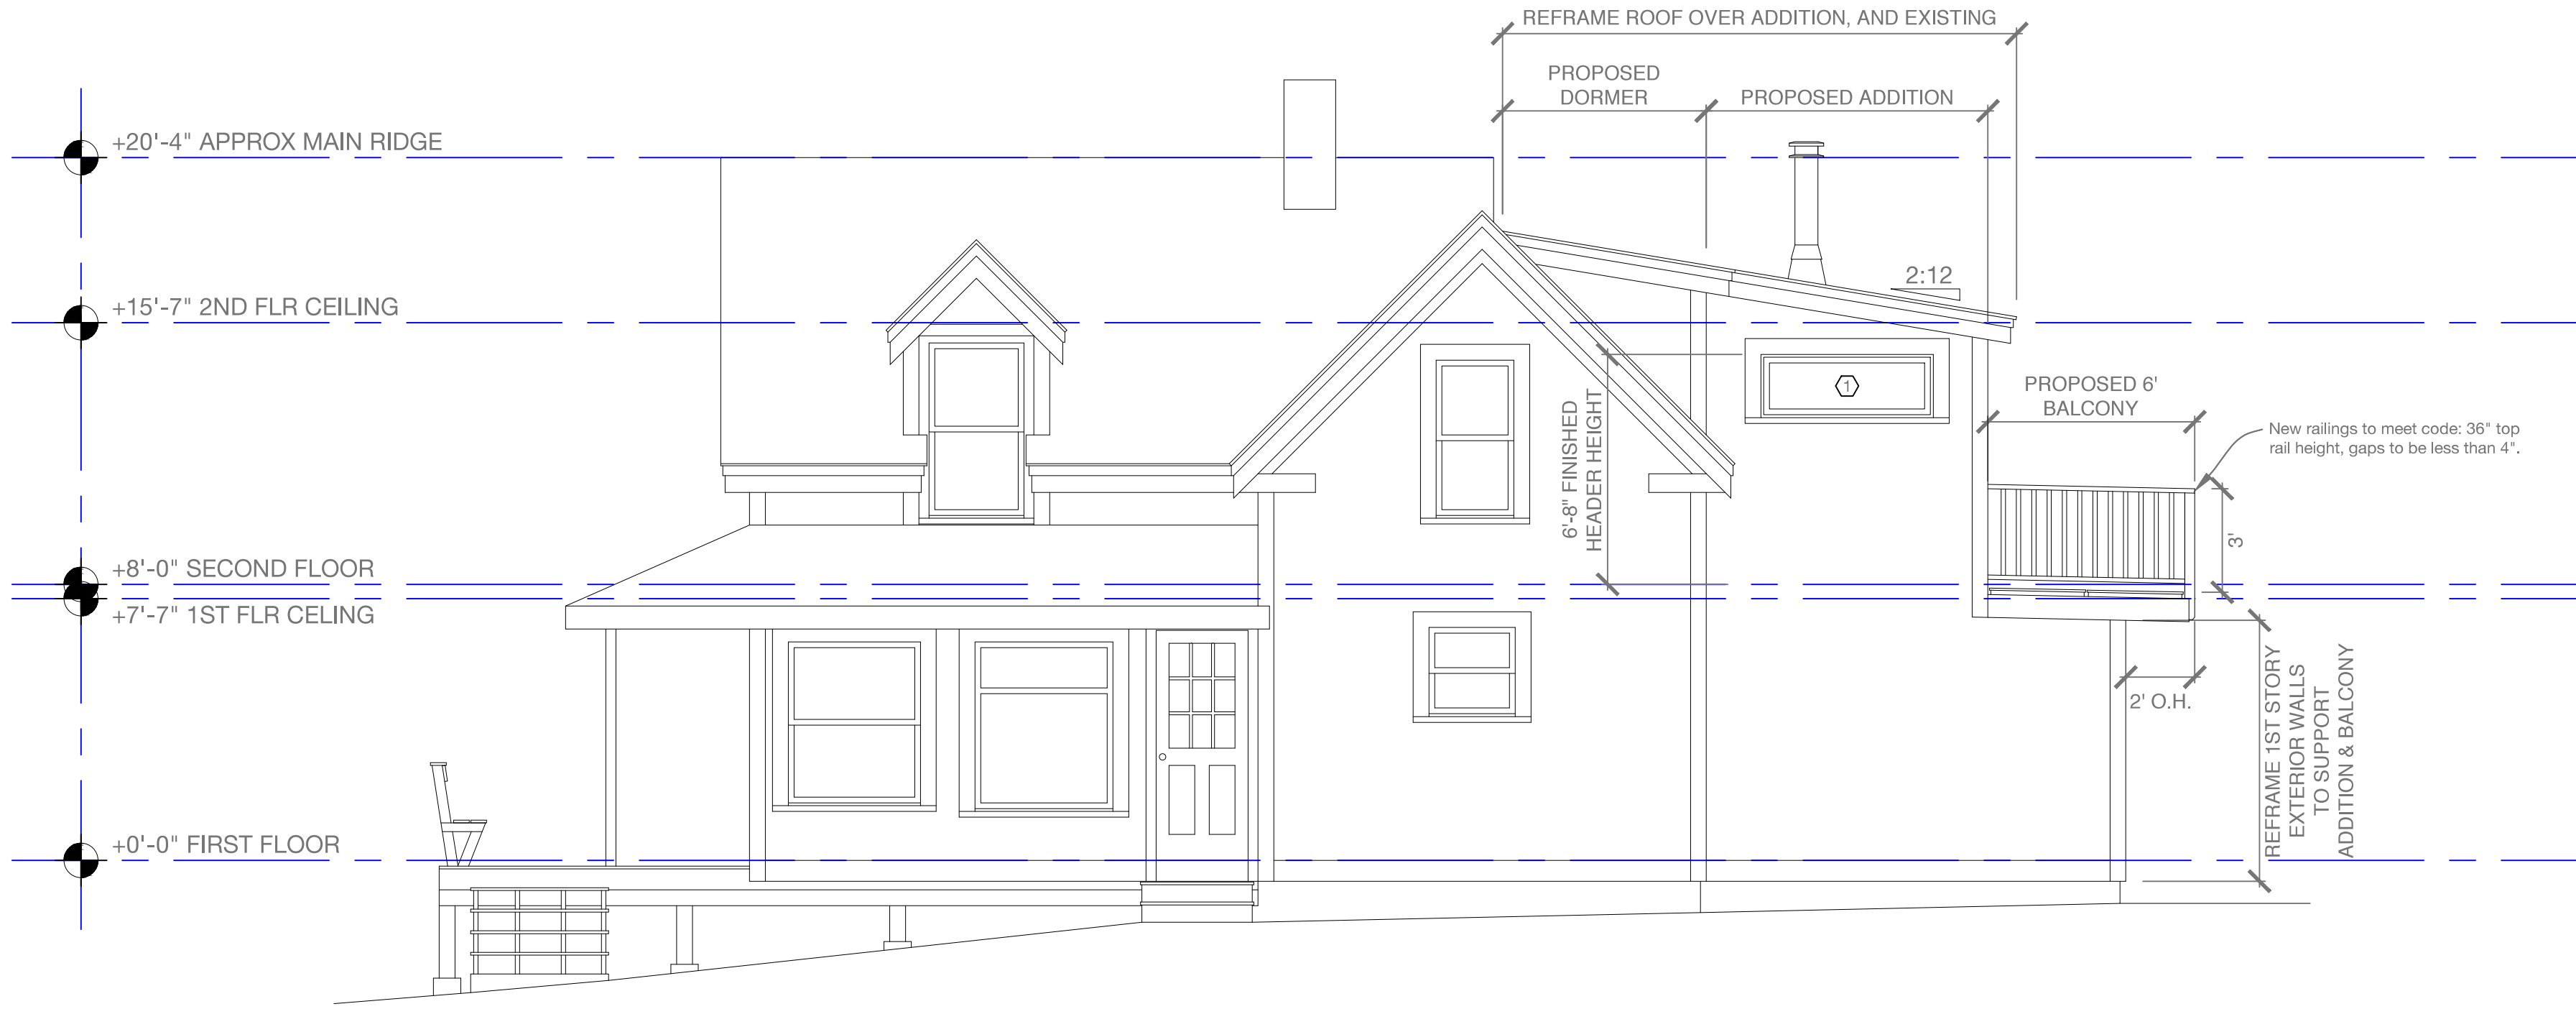 REFRAME ROOF OVER ADDITION, AND EXISTING
PROPOSED
DORMER
PROPOSED ADDITION
+20'-4" APPROX MAIN RIDGE
2:12
+15'-7" 2ND FLR CEILING
1
PROPOSED 6'
BALCONY
6'-8" FINISHED
HEADER HEIGHT
New railings to meet code: 36" top
rail height, gaps to be less than 4".
3'
+8'-0" SECOND FLOOR
+7'-7" 1ST FLR CELING
2' O.H.
REFRAME 1ST STORY
EXTERIOR WALLS
TO SUPPORT
ADDITION & BALCONY
+0'-0" FIRST FLOOR